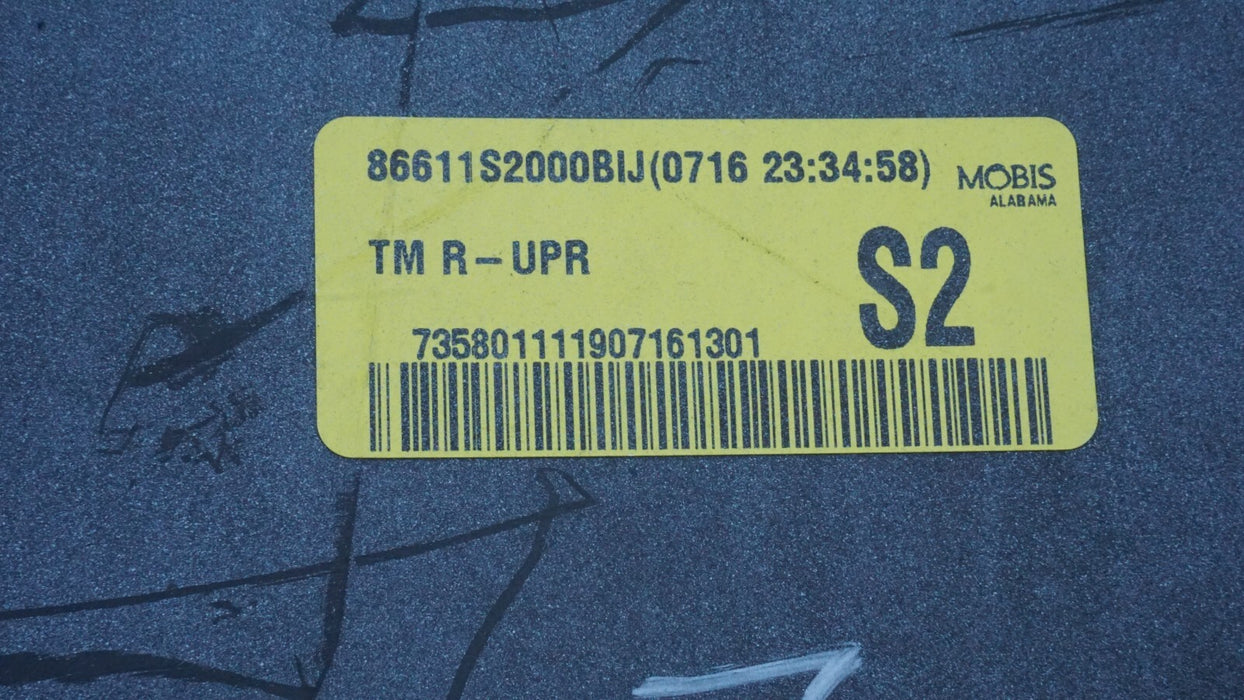 86611S2000BIJ(0716 23:34:58)
MOBIS
ALABAMA
TM R-UPR
S2
735801111907161301